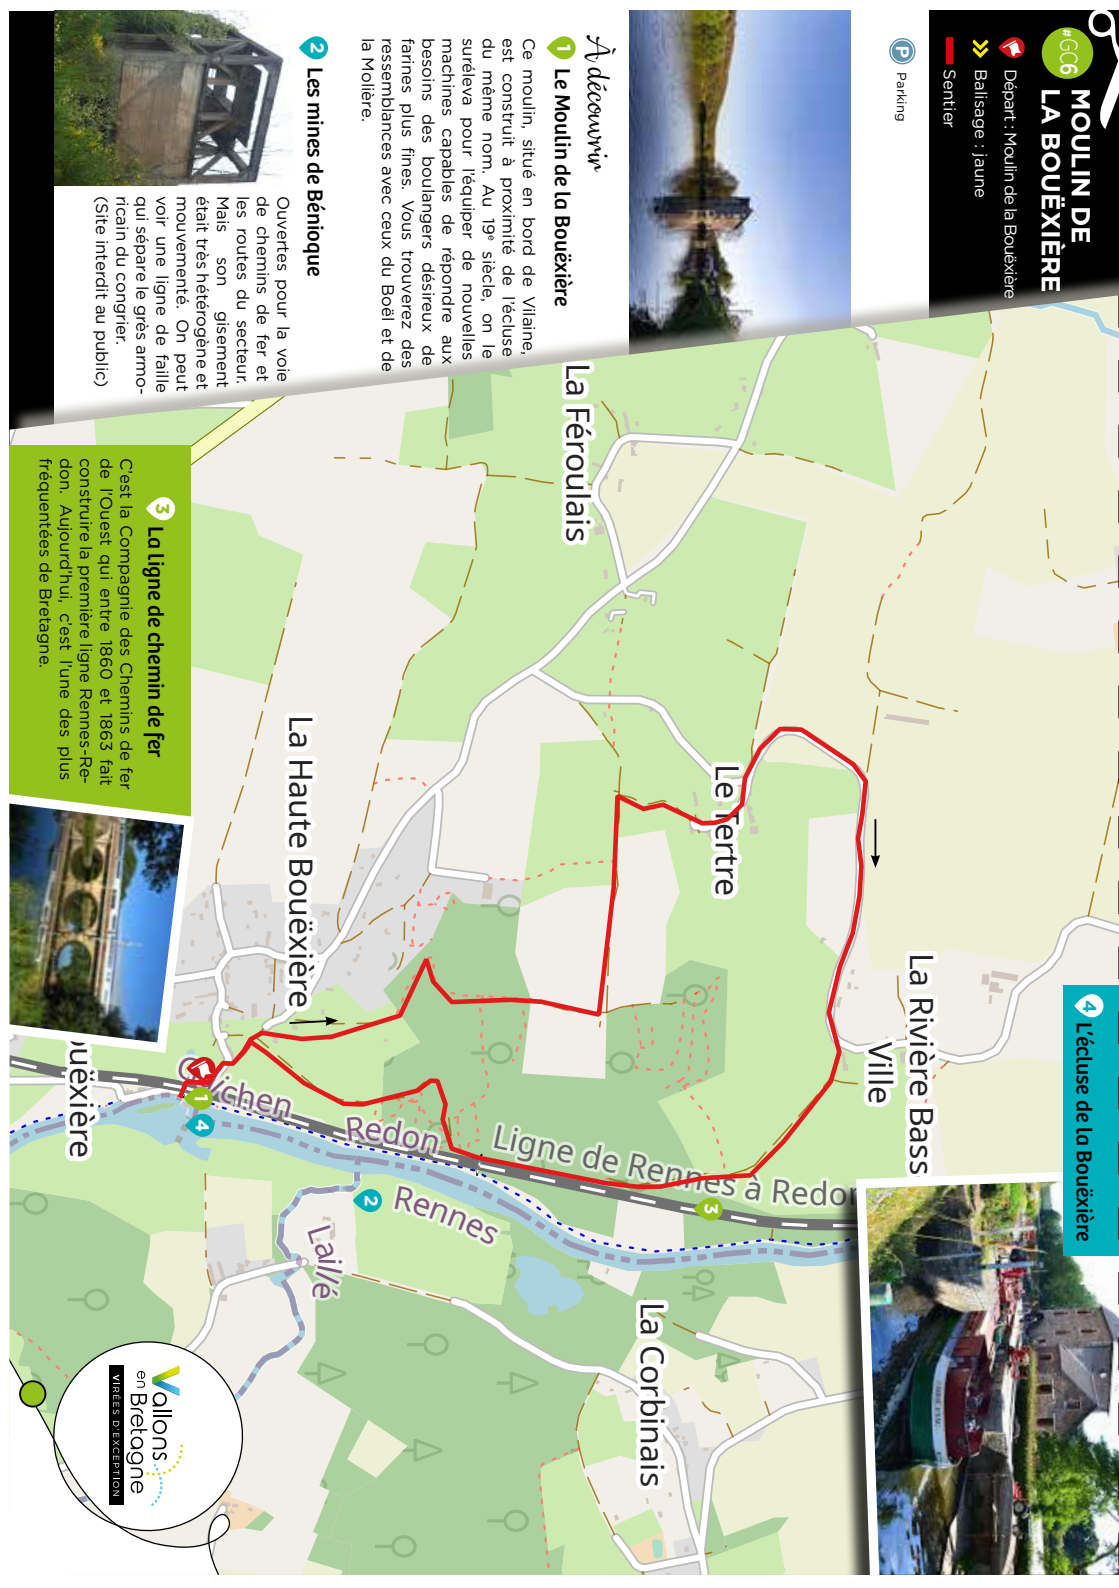 #GC6
MOULIN DE
LA BOUËXIÈRE
Départ : Moulin de la Bouëxière
Balisage : jaune
Sentier
P Parking
À découvrir
1 Le Moulin de la Bouëxière
Ce moulin, situé en bord de Vilaine,
est construit à proximité de l'écluse
du même nom. Au 19e siècle, on le
suréleva pour l'équiper de nouvelles
machines capables de répondre aux
besoins des boulangers désireux de
farines plus fines. Vous trouverez des
ressemblances avec ceux du Boël et de
la Molière.
2 Les mines de Bénioque
Ouvertes pour la voie
de chemins de fer et
les routes du secteur.
Mais son gisement
était très hétérogène et
mouvementé. On peut
voir une ligne de faille
qui sépare le grès armo-
ricain du congrier.
(Site interdit au public)
3 La ligne de chemin de fer
C'est la Compagnie des Chemins de fer
de l'Ouest qui entre 1860 et 1863 fait
construire la première ligne Rennes-Re-
don. Aujourd'hui, c'est l'une des plus
fréquentées de Bretagne.
4 L'écluse de la Bouëxière
La Féroulais
Le Tertre
La Haute Bouëxière
La Rivière Bass
Ville
Guichen
Redon
Ligne de Rennes à Redon
Rennes
Laillé
La Corbinais
ouëxière
1
4
2
3
Vallons
en Bretagne
VIRÉES D'EXCEPTION